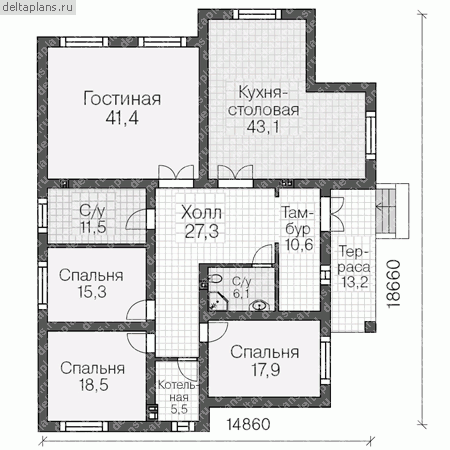 deltaplans.ru
Гостиная
41,4
Кухня-
столовая
43,1
С/у
11,5
Холл
27,3
Там-
бур
10,6
Тер-
раса
13,2
Спальня
15,3
С/у
6,1
Спальня
18,5
Котель-
ная
5,5
Спальня
17,9
18660
14860